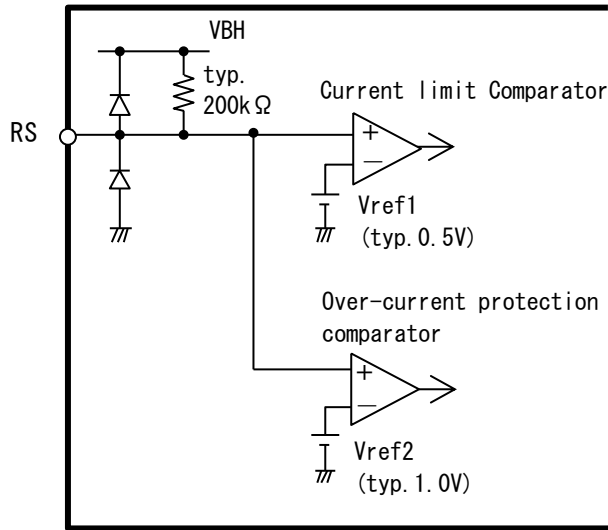 VBH
typ.
200kΩ
RS
Current limit Comparator
+
−
Vref1
(typ.0.5V)
Over-current protection
comparator
+
−
Vref2
(typ.1.0V)